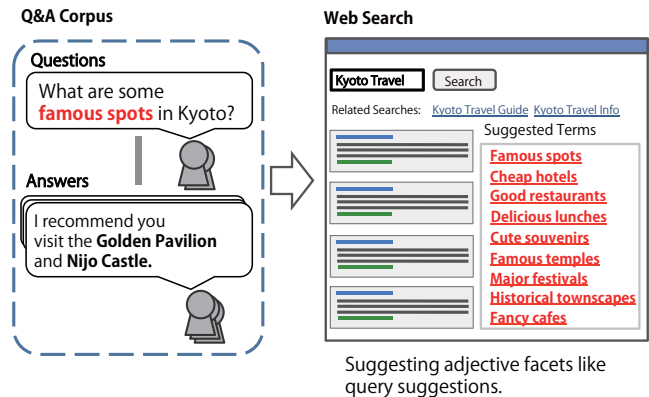 Q&A Corpus
Questions
What are some
famous spots in Kyoto?
Answers
I recommend you
visit the Golden Pavilion
and Nijo Castle.
Web Search
Kyoto Travel
Search
Related Searches: Kyoto Travel Guide Kyoto Travel Info
Suggested Terms
Famous spots
Cheap hotels
Good restaurants
Delicious lunches
Cute souvenirs
Famous temples
Major festivals
Historical townscapes
Fancy cafes
Suggesting adjective facets like
query suggestions.